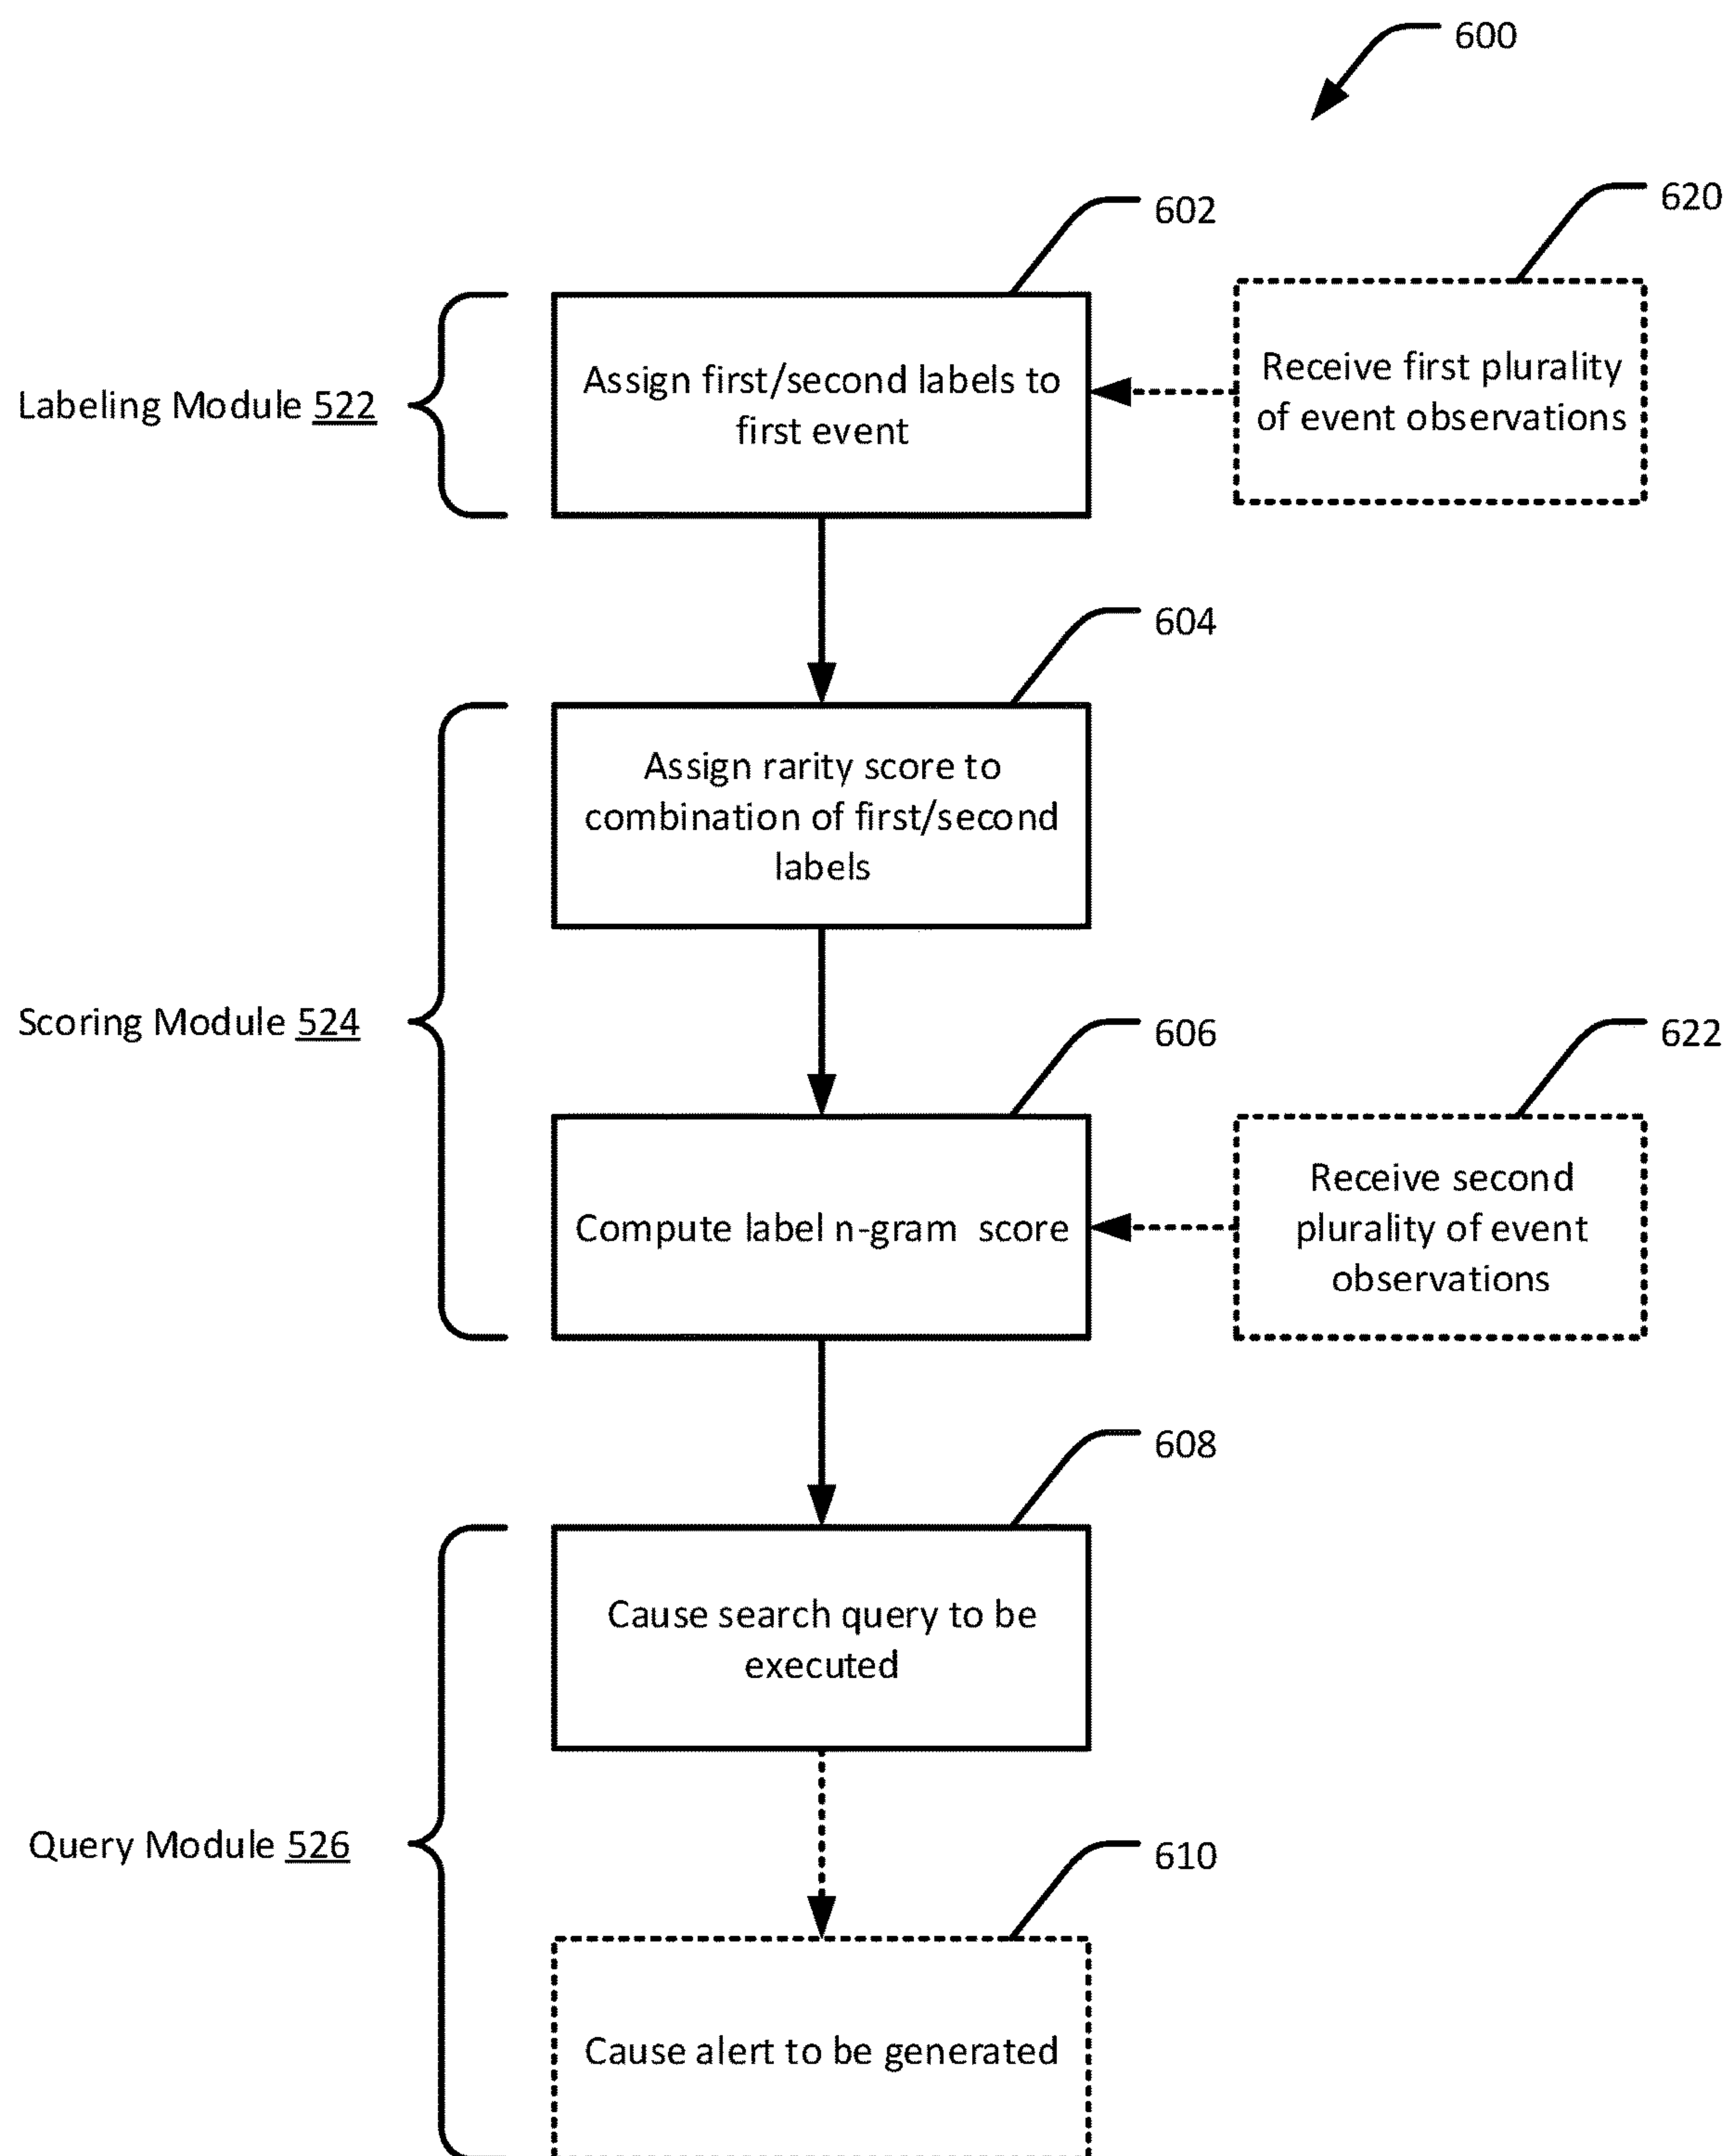 600
602
620
Labeling Module 522
Assign first/second labels to
first event
Receive first plurality
of event observations
604
Assign rarity score to
combination of first/second
labels
Scoring Module 524
606
622
Compute label n-gram score
Receive second
plurality of event
observations
608
Cause search query to be
executed
Query Module 526
610
Cause alert to be generated